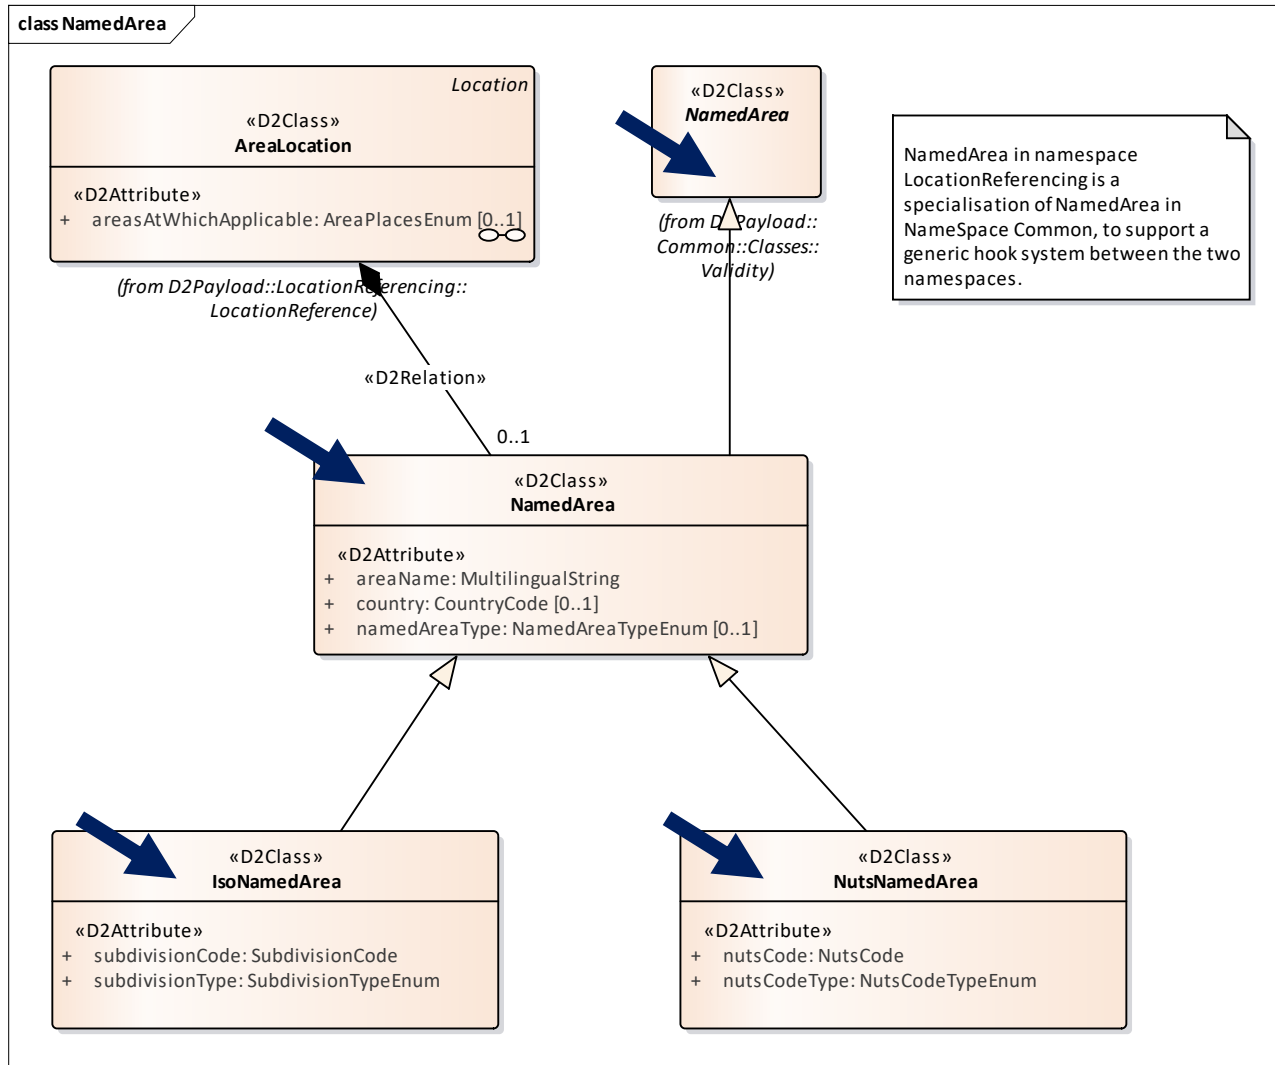 class NamedArea
Location
«D2Class»
AreaLocation
«D2Attribute»
+ areasAtWhichApplicable: AreaPlacesEnum [0..1]
(from D2Payload::LocationReferencing::
LocationReference)
«D2Class»
NamedArea
(from D2Payload::
Common::Classes::
Validity)
NamedArea in namespace
LocationReferencing is a
specialisation of NamedArea in
NameSpace Common, to support a
generic hook system between the two
namespaces.
«D2Relation»
0..1
«D2Class»
NamedArea
«D2Attribute»
+ areaName: MultilingualString
+ country: CountryCode [0..1]
+ namedAreaType: NamedAreaTypeEnum [0..1]
«D2Class»
IsoNamedArea
«D2Attribute»
+ subdivisionCode: SubdivisionCode
+ subdivisionType: SubdivisionTypeEnum
«D2Class»
NutsNamedArea
«D2Attribute»
+ nutsCode: NutsCode
+ nutsCodeType: NutsCodeTypeEnum